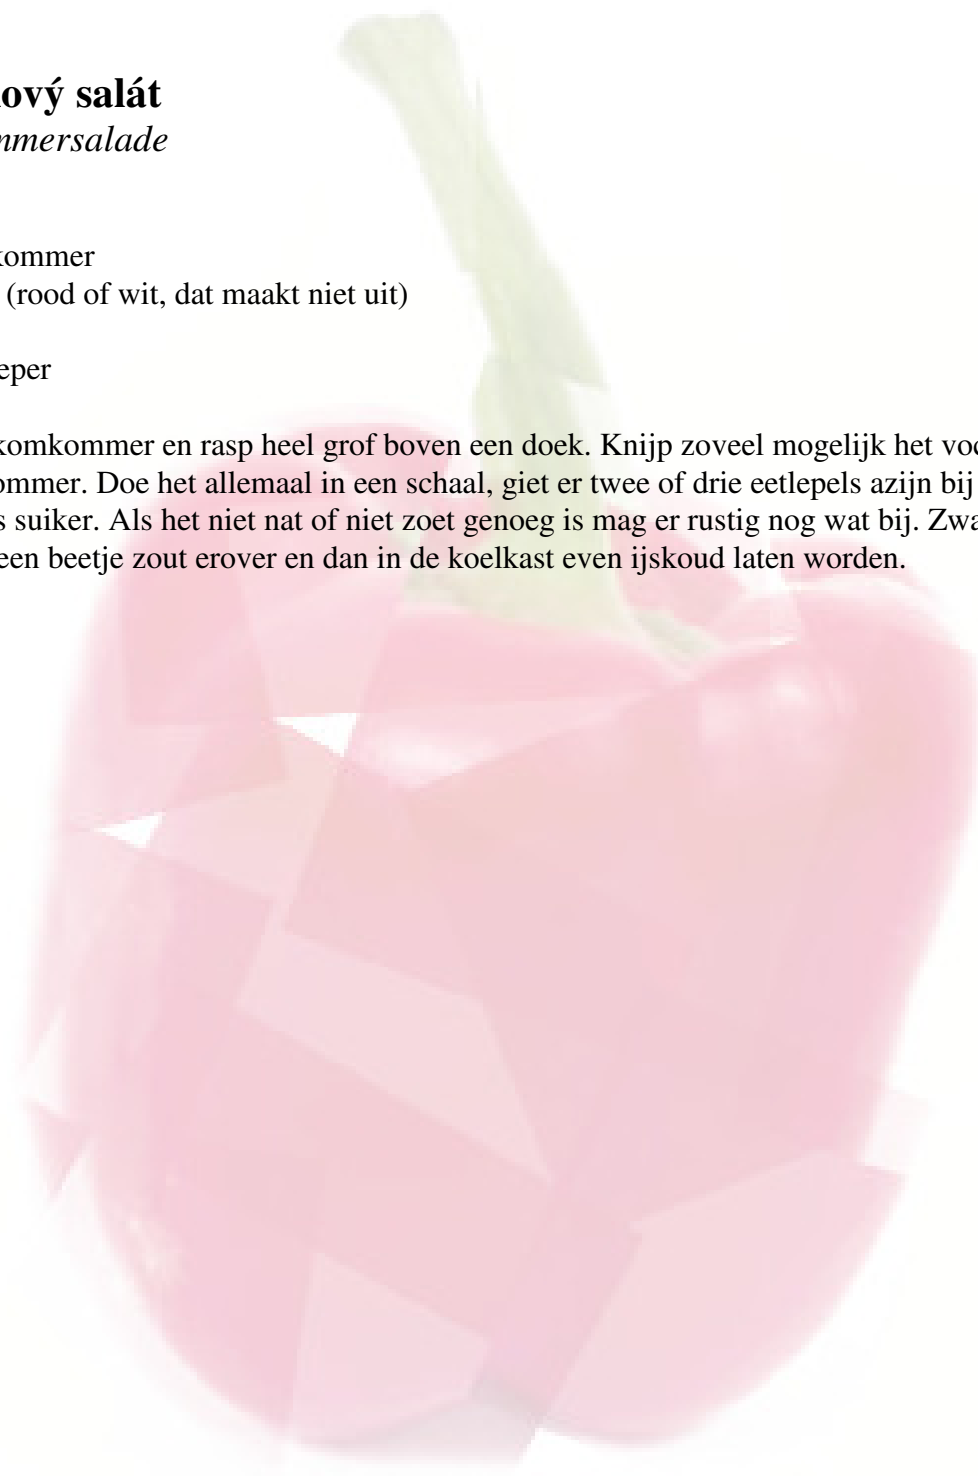 ový salát
mmersalade
kommer
(rood of wit, dat maakt niet uit)
eper
komkommer en rasp heel grof boven een doek. Knijp zoveel mogelijk het voc
ommer. Doe het allemaal in een schaal, giet er twee of drie eetlepels azijn bij
s suiker. Als het niet nat of niet zoet genoeg is mag er rustig nog wat bij. Zwa
een beetje zout erover en dan in de koelkast even ijskoud laten worden.